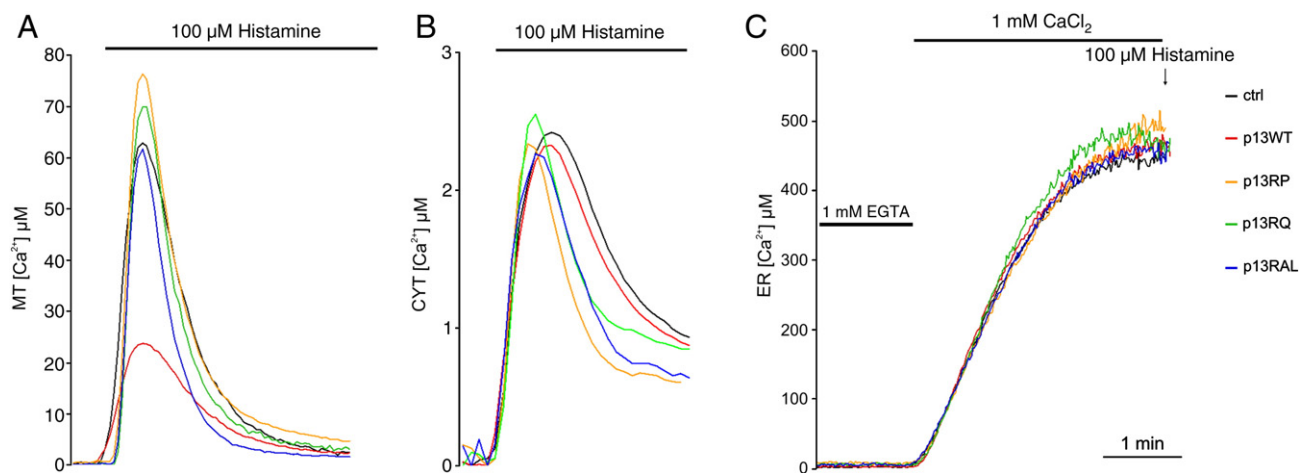 A
100 µM Histamine
MT [Ca²⁺] µM
80
70
60
50
40
30
20
10
0
B
100 µM Histamine
CYT [Ca²⁺] µM
3
2
1
0
C
1 mM CaCl₂
100 µM Histamine
1 mM EGTA
ER [Ca²⁺] µM
600
500
400
300
200
100
0
1 min
ctrl
p13WT
p13RP
p13RQ
p13RAL